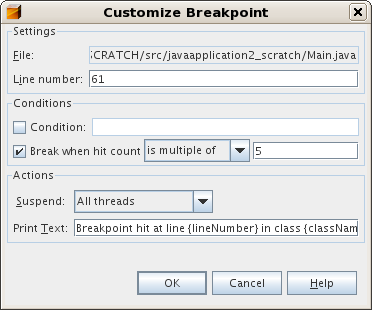 Customize Breakpoint
Settings
File: SCRATCH/src/javaapplication2_scratch/Main.java
Line number: 61
Conditions
Condition:
Break when hit count is multiple of 5
Actions
Suspend: All threads
Print Text: Breakpoint hit at line {lineNumber} in class {classNam
OK Cancel Help